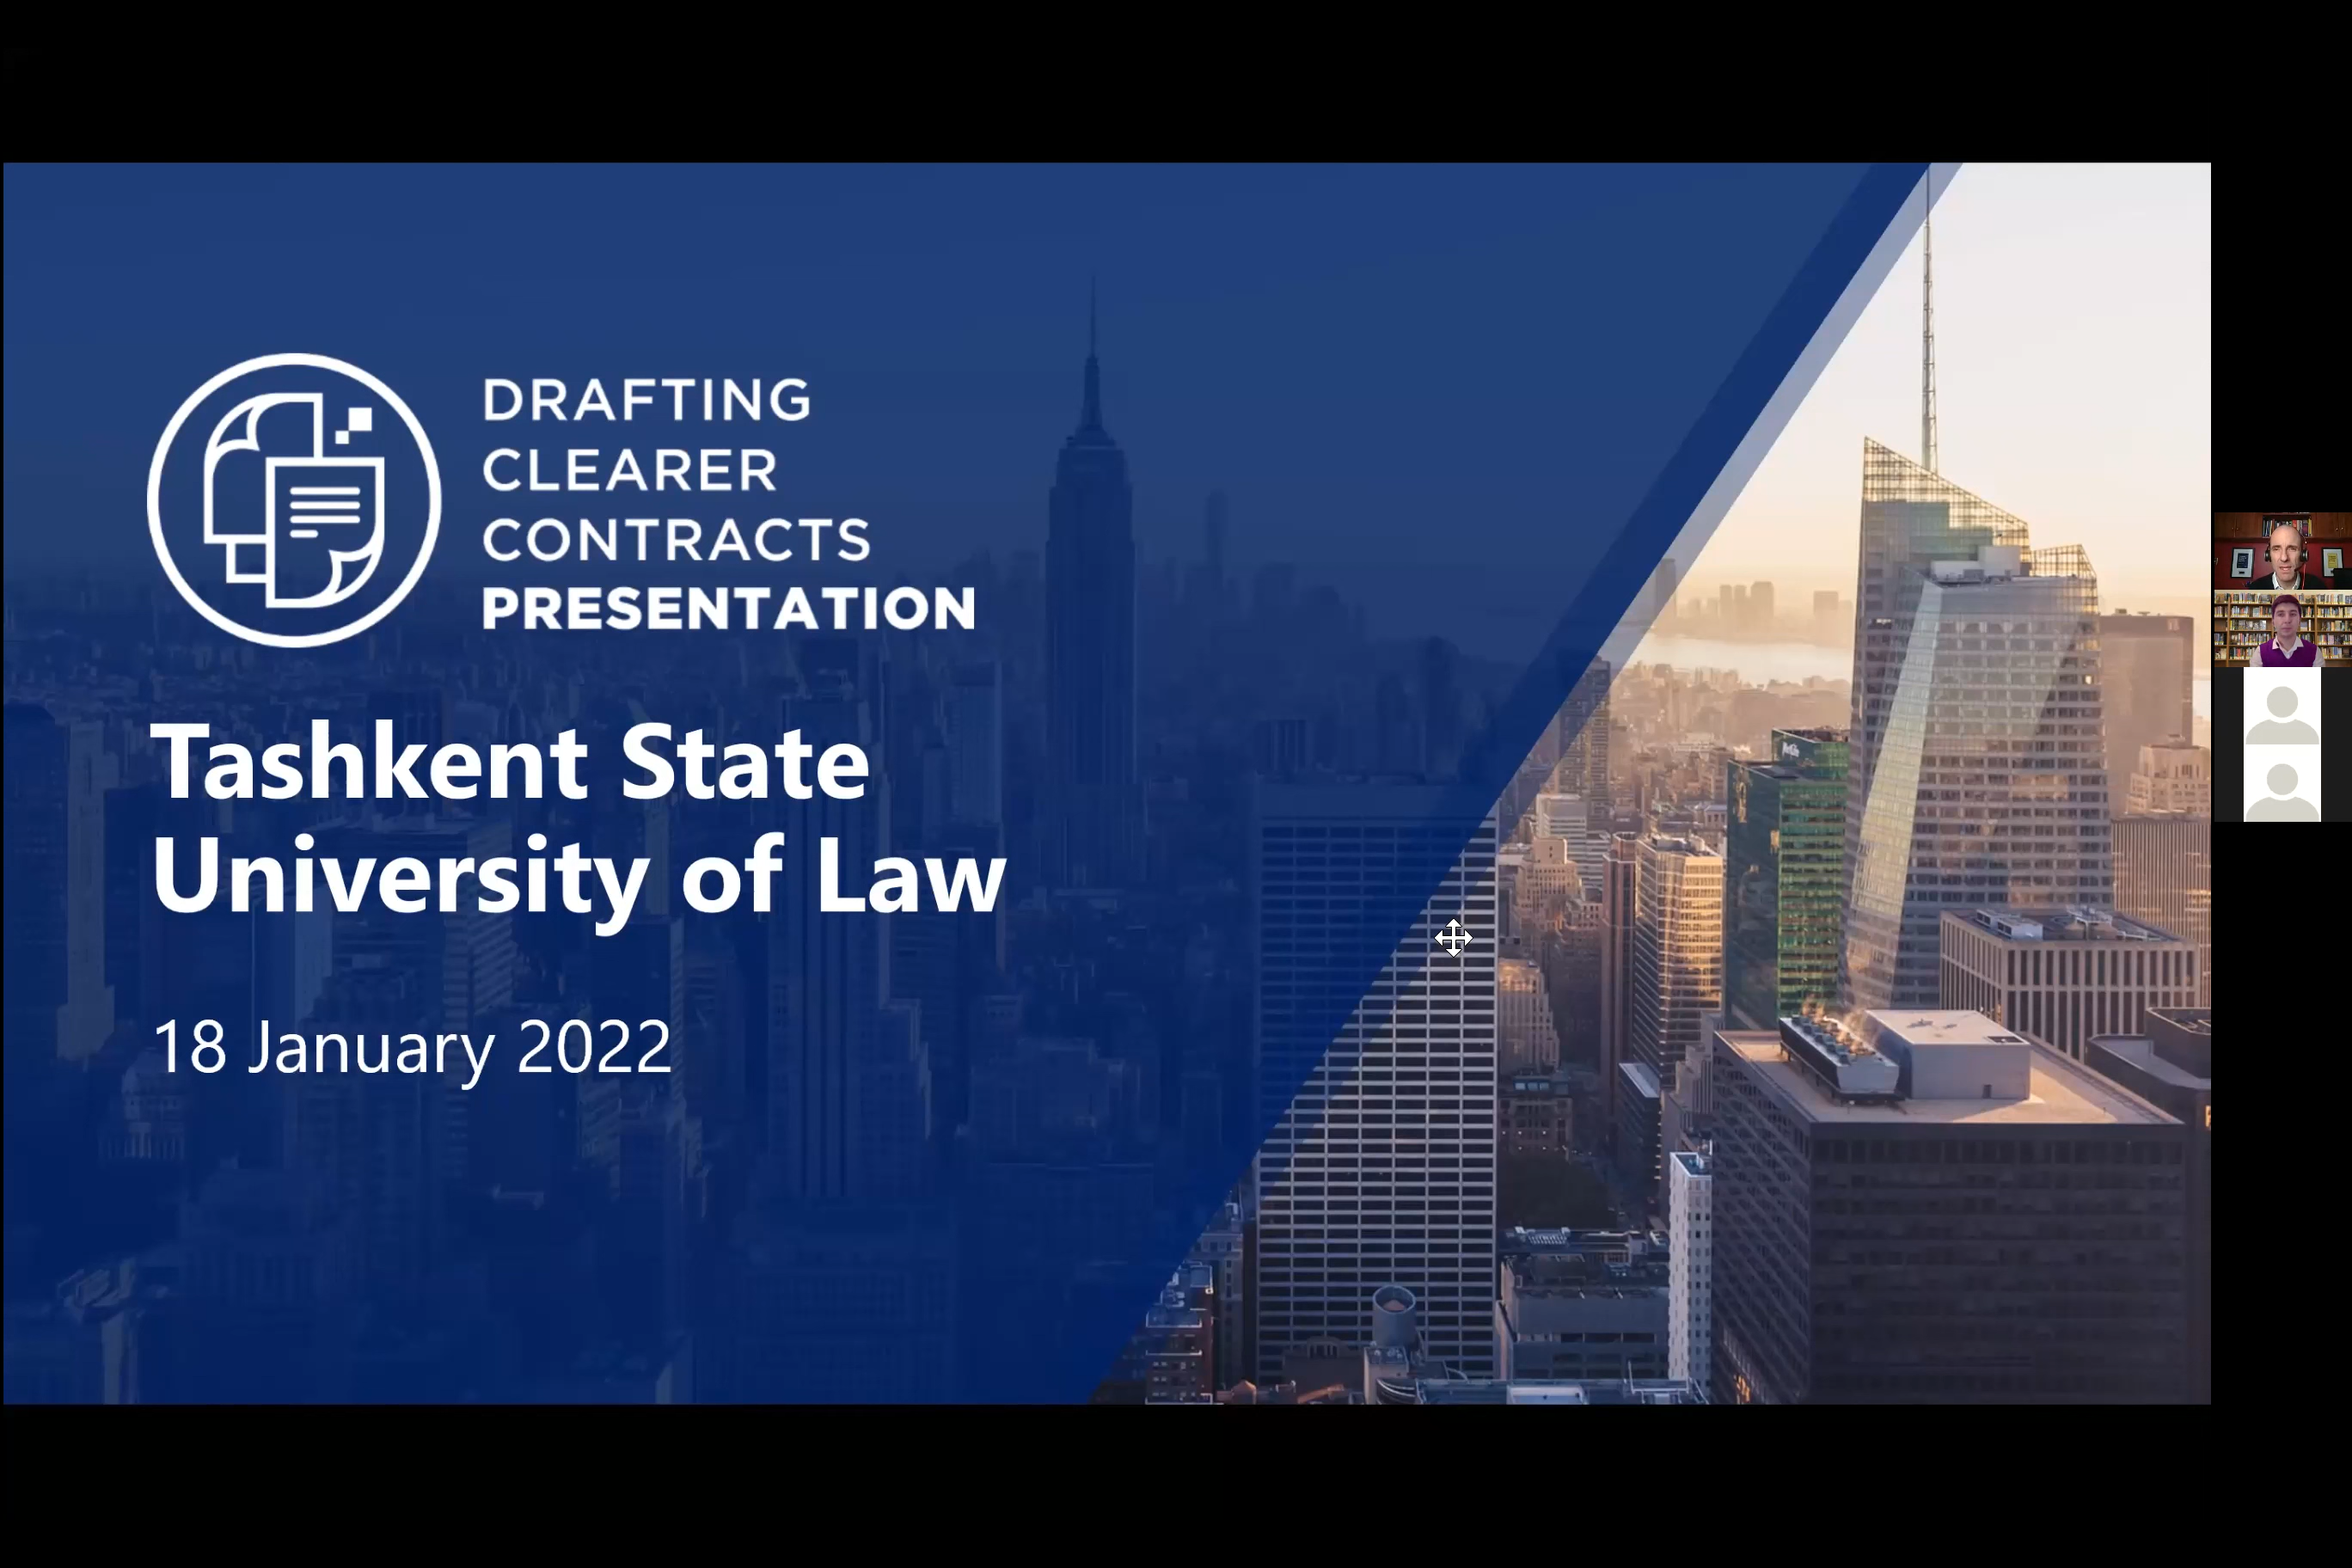 DRAFTING
CLEARER
CONTRACTS
PRESENTATION
Tashkent State
University of Law
18 January 2022